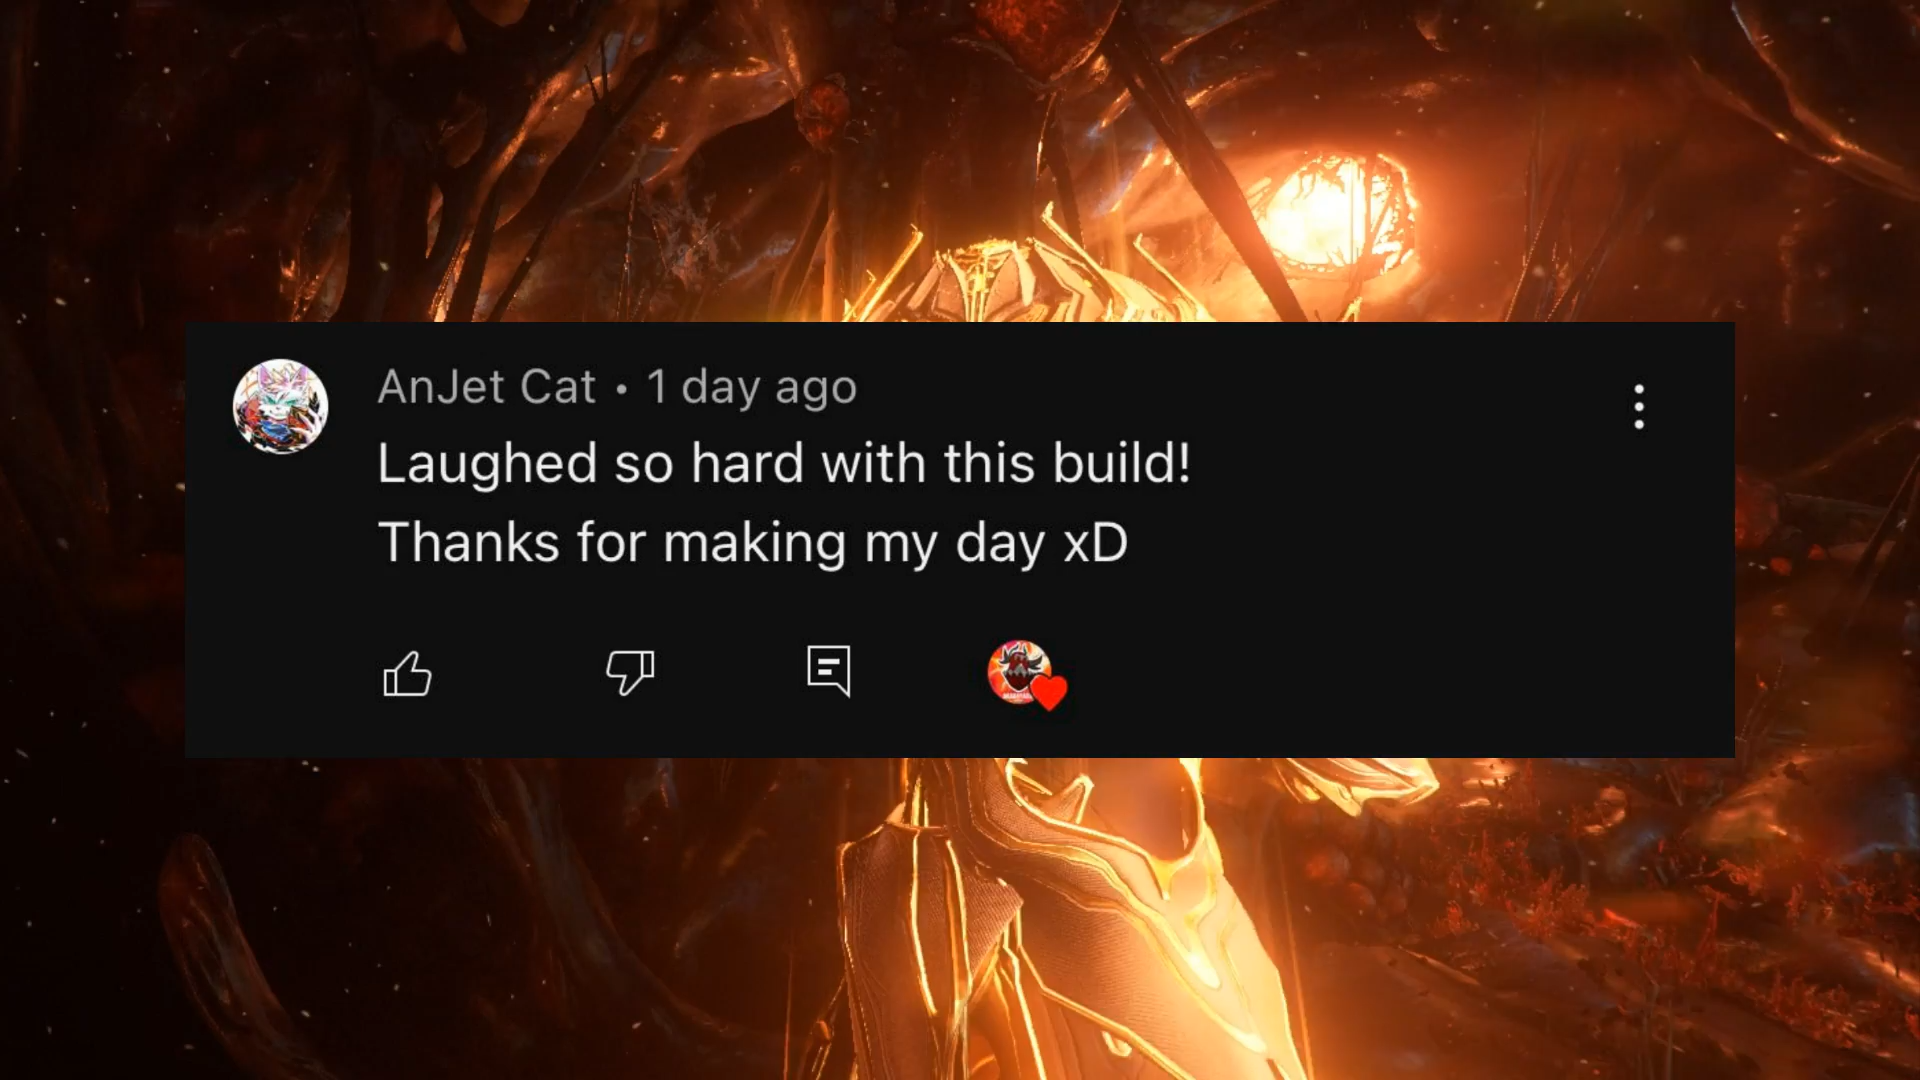 AnJet Cat • 1 day ago
Laughed so hard with this build!
Thanks for making my day xD